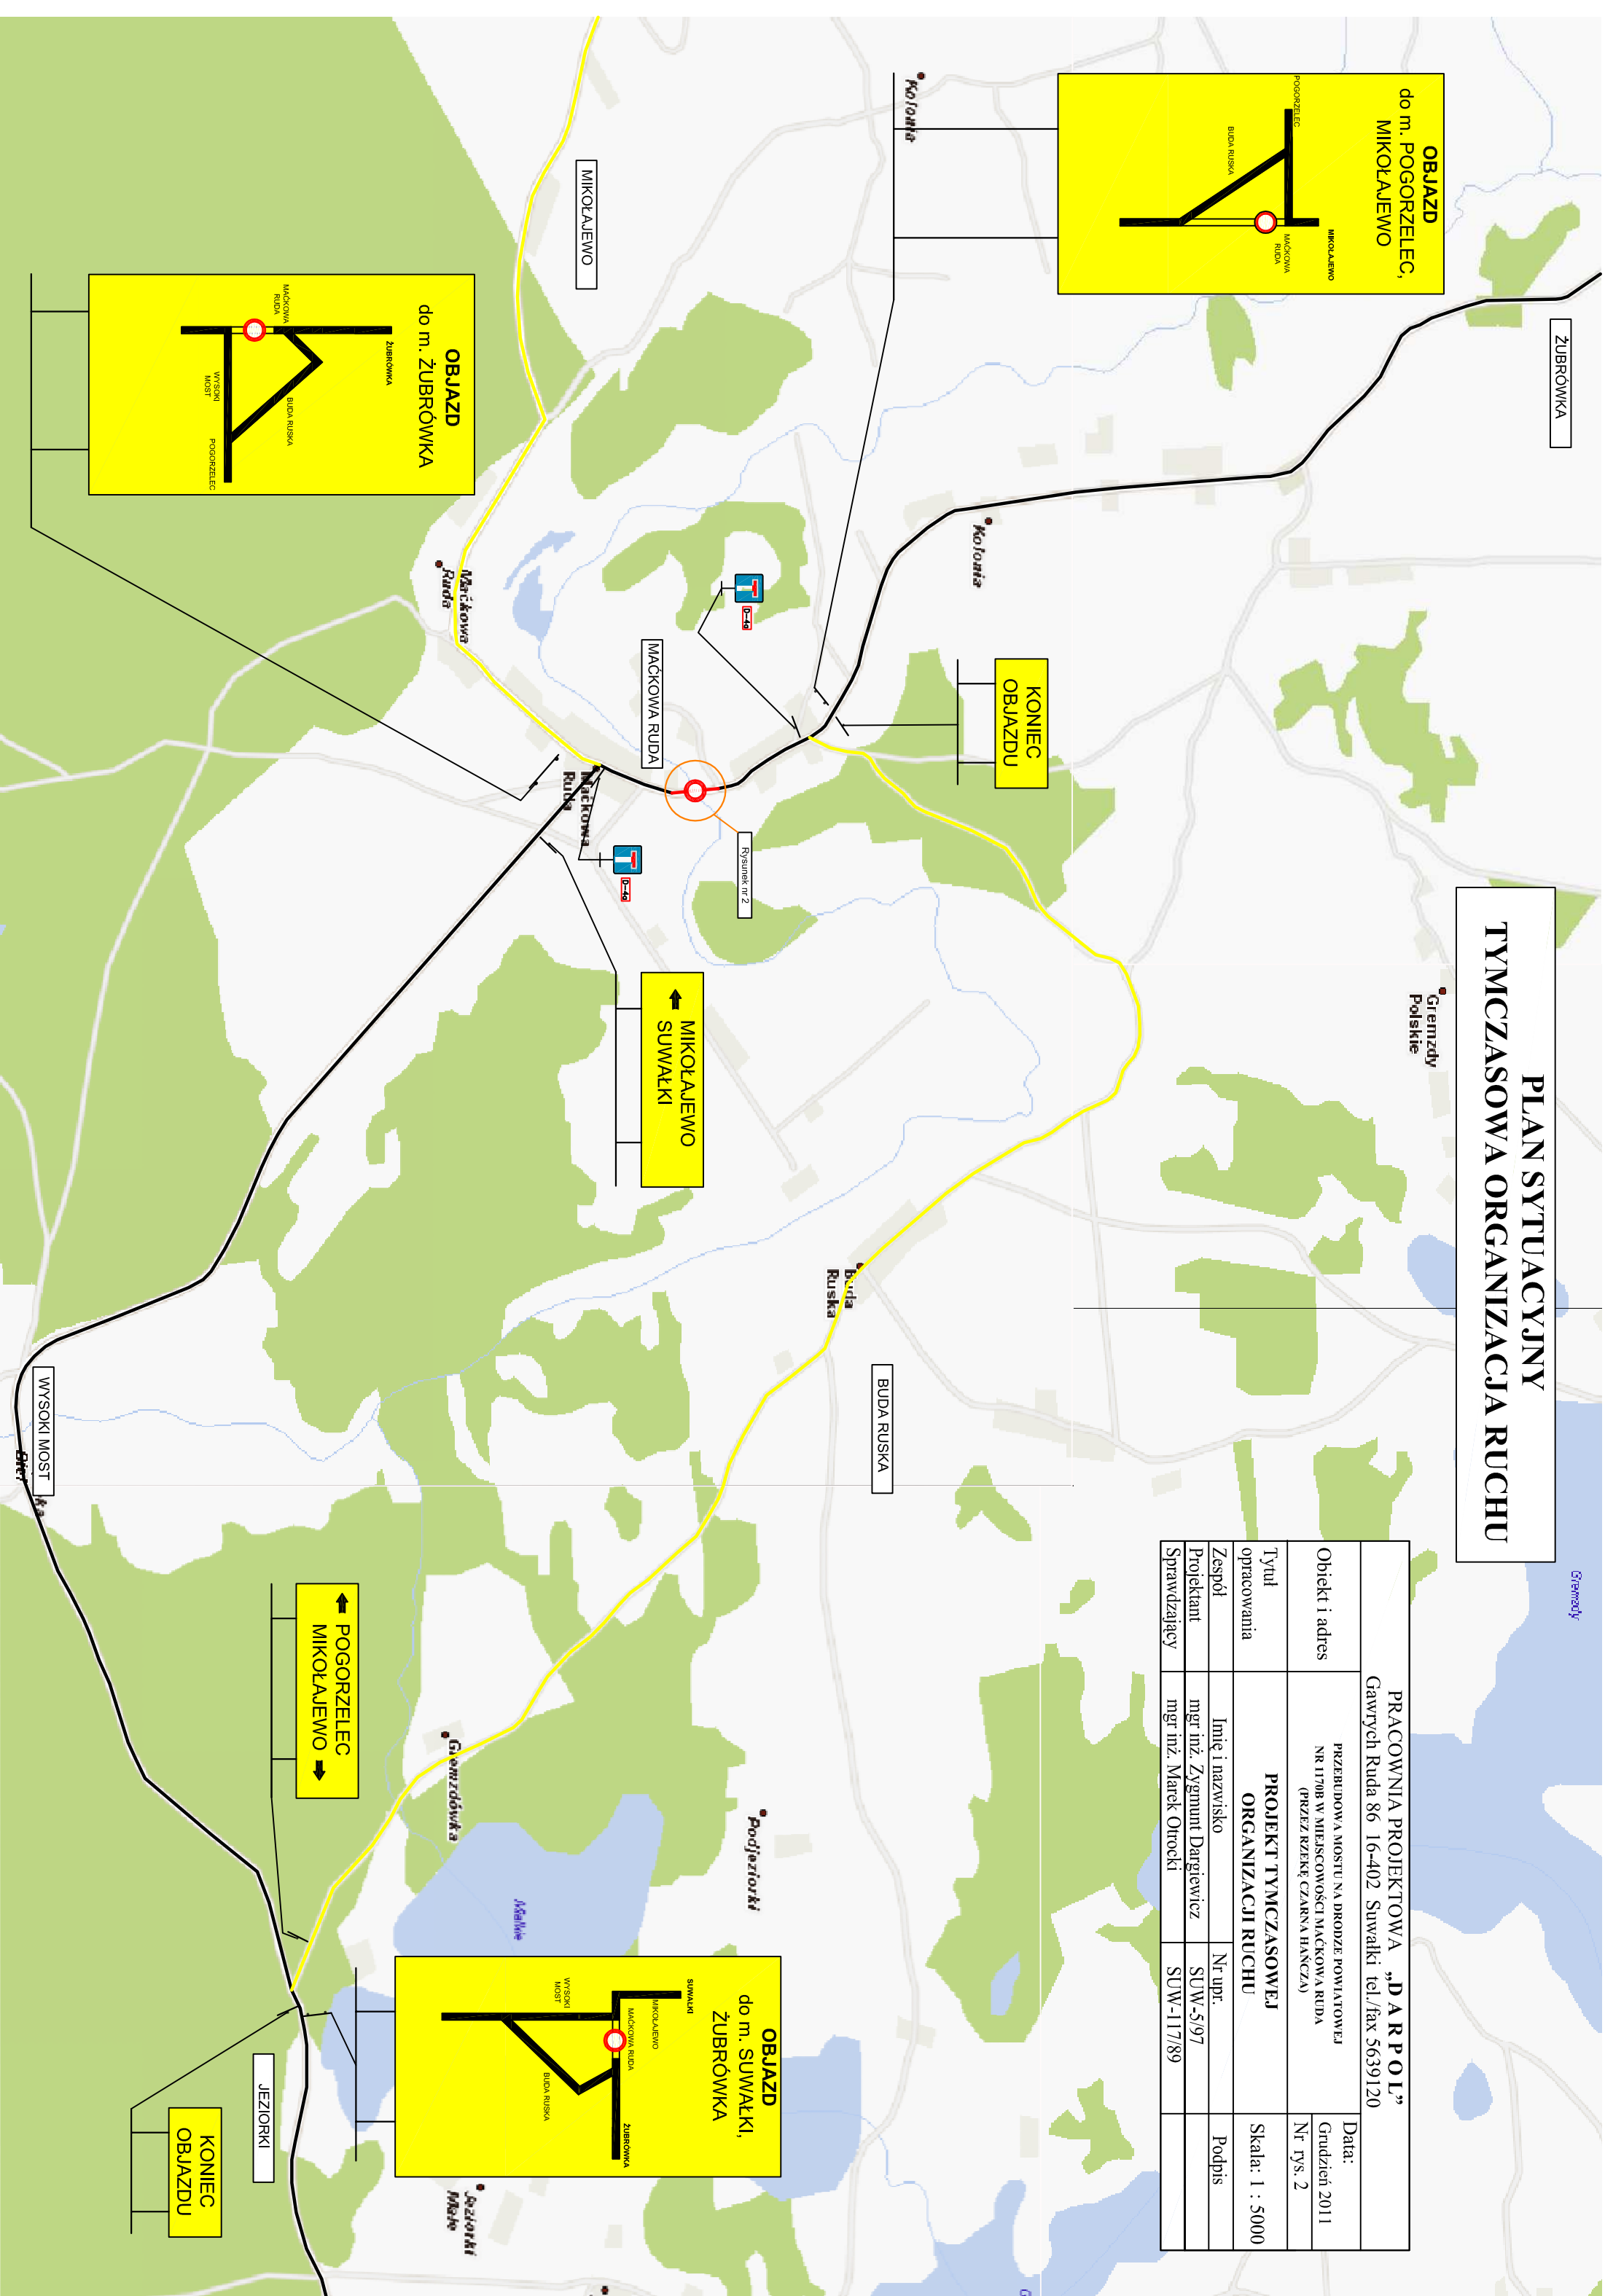 PLAN SYTUACYJNY
TYMCZASOWA ORGANIZACJA RUCHU
PRACOWNIA PROJEKTOWA „D A R P O L”
Gawrych Ruda 86 16-402 Suwałki tel./fax 5639120
Obiekt i adres
PRZEBUDOWA MOSTU NA DRODZE POWIATOWEJ
NR 1170B W MIEJSCOWOŚCI MAĆKOWA RUDA
(PRZEZ RZEKĘ CZARNA HAŃCZA)
Data:
Grudzień 2011
Nr rys. 2
Tytuł
opracowania
PROJEKT TYMCZASOWEJ
ORGANIZACJI RUCHU
Skala: 1 : 5000
Zespół
Imię i nazwisko
Nr upr.
Podpis
Projektant
mgr inż. Zygmunt Dargiewicz
SUW-5/97
Sprawdzający
mgr inż. Marek Otrocki
SUW-117/89
OBJAZD
do m. POGORZELEC,
MIKOŁAJEWO
MIKOŁAJEWO
POGORZELEC
MAĆKOWA
RUDA
BUDA RUSKA
ŻUBRÓWKA
Gremzdy
Gremzdy
Polskie
Kolonia
Kolonia
KONIEC
OBJAZDU
D-4a
MAĆKOWA RUDA
Rysunek nr 2
D-4a
MIKOŁAJEWO
Maćkowa
Ruda
Maćkowa
Ruda
⬅ MIKOŁAJEWO
SUWAŁKI
Buda
Ruska
BUDA RUSKA
OBJAZD
do m. ŻUBRÓWKA
ŻUBRÓWKA
MAĆKOWA
RUDA
BUDA RUSKA
WYSOKI
MOST
POGORZELEC
WYSOKI MOST
⬅ POGORZELEC
MIKOŁAJEWO ➡
Gremzdówka
Podjeziorki
Miałkie
OBJAZD
do m. SUWAŁKI,
ŻUBRÓWKA
SUWAŁKI
MIKOŁAJEWO
MAĆKOWA RUDA
ŻUBRÓWKA
WYSOKI
MOST
BUDA RUSKA
JEZIORKI
KONIEC
OBJAZDU
Jeziorki
Małe